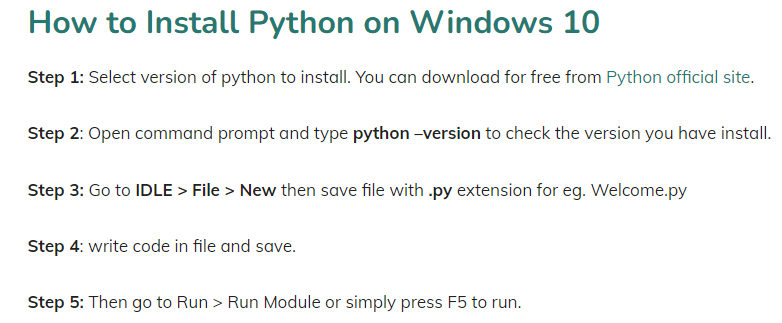 How to Install Python on Windows 10
Step 1: Select version of python to install. You can download for free from Python official site.
Step 2: Open command prompt and type python –version to check the version you have install.
Step 3: Go to IDLE > File > New then save file with .py extension for eg. Welcome.py
Step 4: write code in file and save.
Step 5: Then go to Run > Run Module or simply press F5 to run.